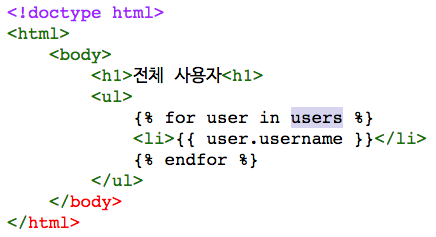 <!doctype html>
<html>
    <body>
        <h1>전체 사용자<h1>
        <ul>
            {% for user in users %}
            <li>{{ user.username }}</li>
            {% endfor %}
        </ul>
    </body>
</html>